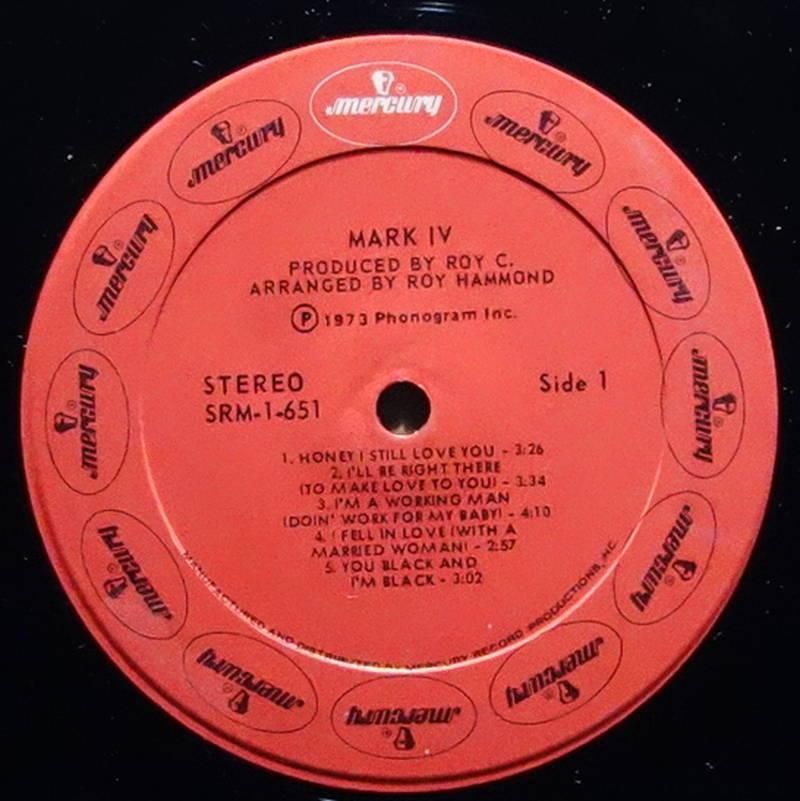 mercury
MARK IV
PRODUCED BY ROY C.
ARRANGED BY ROY HAMMOND
Ⓟ 1973 Phonogram Inc.
STEREO
SRM-1-651
Side 1
1. HONEY I STILL LOVE YOU - 3:26
2. I'LL BE RIGHT THERE
(TO MAKE LOVE TO YOU) - 3:34
3. I'M A WORKING MAN
(DOIN' WORK FOR MY BABY) - 4:10
4. I FELL IN LOVE (WITH A
MARRIED WOMAN) - 2:57
5. YOU BLACK AND
I'M BLACK - 3:02
MANUFACTURED AND DISTRIBUTED BY MERCURY RECORD PRODUCTIONS, INC.
mercury
mercury
mercury
mercury
mercury
mercury
mercury
mercury
mercury
mercury
mercury